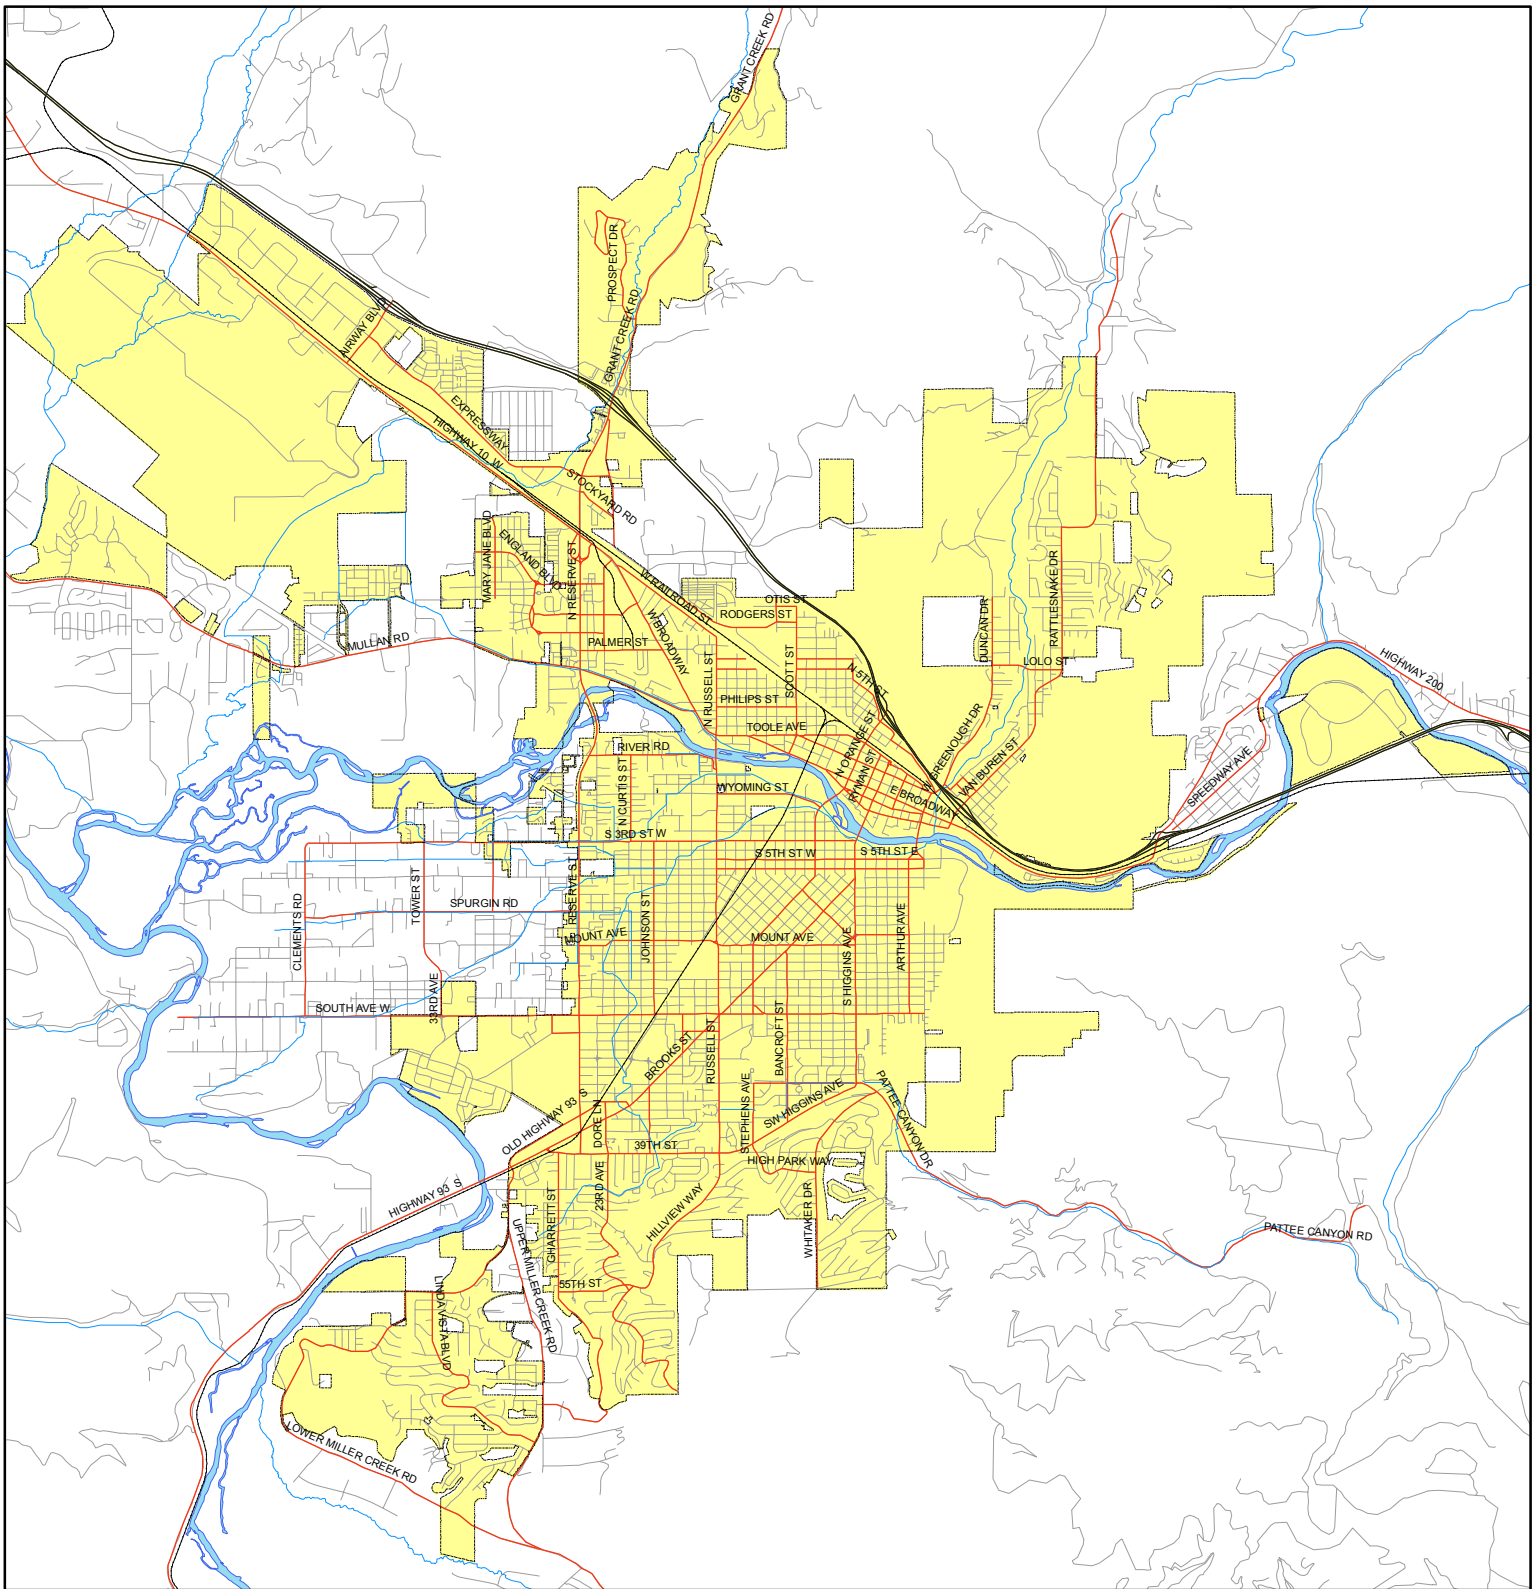 GRANT CREEK RD
PROSPECT DR
GRANT CREEK RD
AIRWAY BLVD
EXPRESSWAY
HIGHWAY 10 W
STOCKYARD RD
MARY JANE BLVD
ENGLAND BLVD
N RESERVE ST
W RAILROAD ST
OTIS ST
RODGERS ST
W BROADWAY
PALMER ST
MULLAN RD
DUNCAN DR
RATTLESNAKE DR
LOLO ST
HIGHWAY 200
N RUSSELL ST
SCOTT ST
N 5TH ST
PHILIPS ST
TOOLE AVE
N ORANGE ST
RYMAN ST
GREENOUGH DR
VAN BUREN ST
E BROADWAY
SPEEDWAY AVE
RIVER RD
N CURTIS ST
WYOMING ST
S 3RD ST W
S 5TH ST W
S 5TH ST E
RESERVE ST
JOHNSON ST
CLEMENTS RD
TOWER ST
SPURGIN RD
MOUNT AVE
MOUNT AVE
S HIGGINS AVE
ARTHUR AVE
33RD AVE
SOUTH AVE W
BROOKS ST
RUSSELL ST
BANCROFT ST
STEPHENS AVE
SW HIGGINS AVE
PATTEE CANYON DR
OLD HIGHWAY 93 S
DORE LN
39TH ST
HIGH PARK WAY
HIGHWAY 93 S
23RD AVE
GHARRETT ST
HILLVIEW WAY
WHITAKER DR
PATTEE CANYON RD
UPPER MILLER CREEK RD
55TH ST
LINDA VISTA BLVD
LOWER MILLER CREEK RD